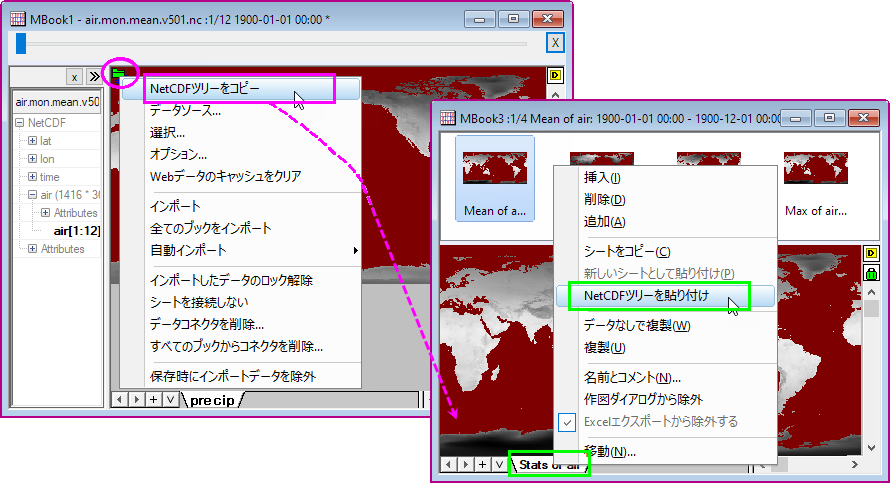 MBook1 - air.mon.mean.v501.nc :1/12 1900-01-01 00:00 *
X
x
D
air.mon.mean.v50
NetCDF
lat
lon
time
air (1416 * 3
Attributes
air[1:12]
Attributes
NetCDFツリーをコピー
データソース...
選択...
オプション...
Webデータのキャッシュをクリア
インポート
全てのブックをインポート
自動インポート
インポートしたデータのロック解除
シートを接続しない
データコネクタを削除...
すべてのブックからコネクタを削除...
保存時にインポートデータを除外
precip
MBook3 :1/4 Mean of air: 1900-01-01 00:00 - 1900-12-01 00:00
Mean of a...
Max of air...
D
挿入(I)
削除(D)
追加(A)
シートをコピー(C)
新しいシートとして貼り付け(P)
NetCDFツリーを貼り付け
データなしで複製(W)
複製(U)
名前とコメント(N)...
作図ダイアログから除外
Excelエクスポートから除外する
移動(N)...
Stats of air